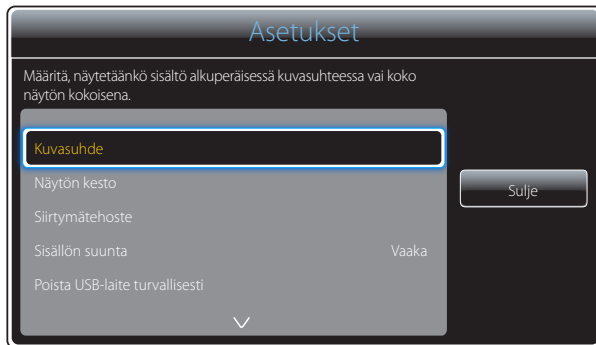 Asetukset
Määritä, näytetäänkö sisältö alkuperäisessä kuvasuhteessa vai koko
näytön kokoisena.
Kuvasuhde
Näytön kesto
Siirtymätehoste
Sisällön suunta Vaaka
Poista USB-laite turvallisesti
Sulje